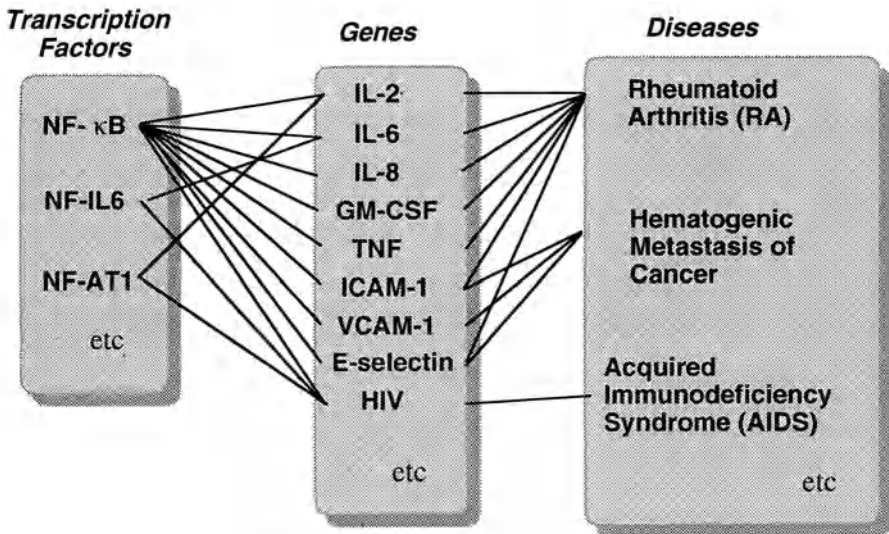 Transcription
Factors
NF- κB
NF-IL6
NF-AT1
etc
Genes
IL-2
IL-6
IL-8
GM-CSF
TNF
ICAM-1
VCAM-1
E-selectin
HIV
etc
Diseases
Rheumatoid
Arthritis (RA)
Hematogenic
Metastasis of
Cancer
Acquired
Immunodeficiency
Syndrome (AIDS)
etc